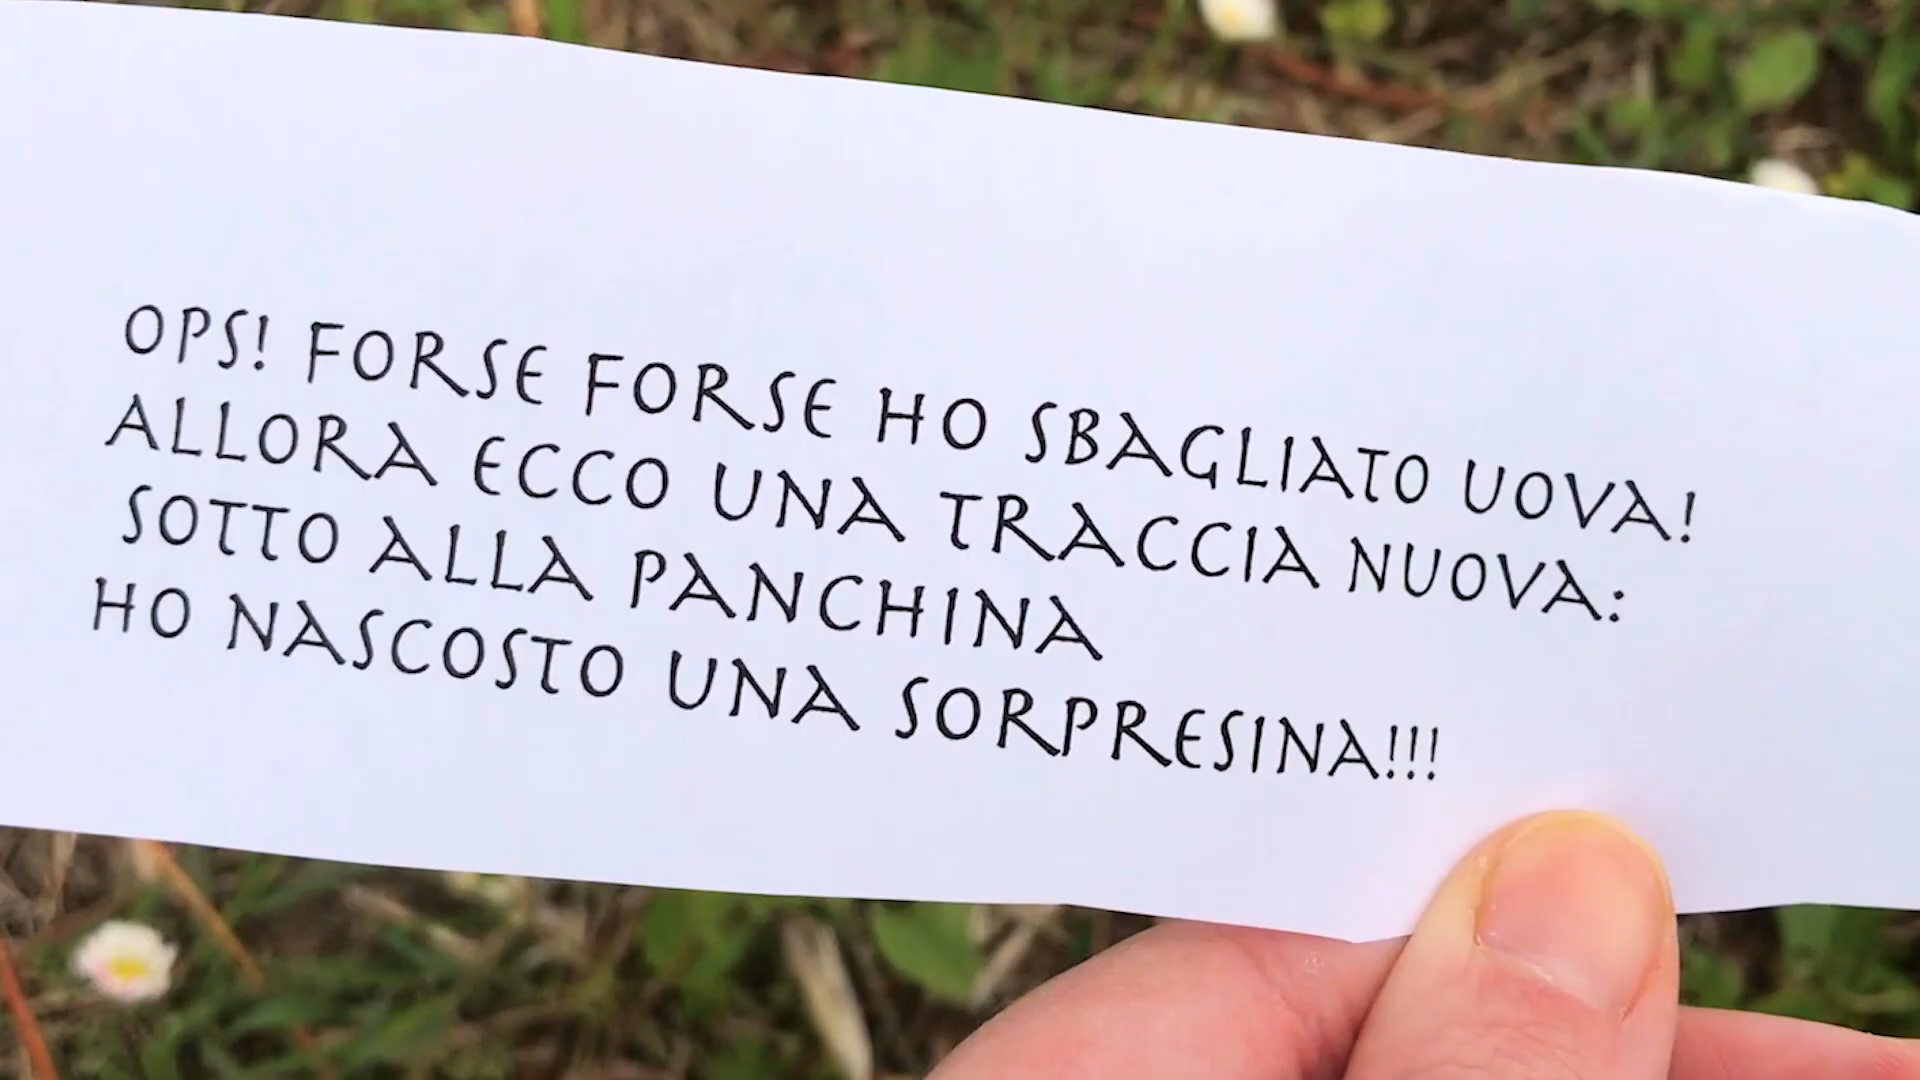 OPS! FORSE FORSE HO SBAGLIATO UOVA!
ALLORA ECCO UNA TRACCIA NUOVA:
SOTTO ALLA PANCHINA
HO NASCOSTO UNA SORPRESINA!!!